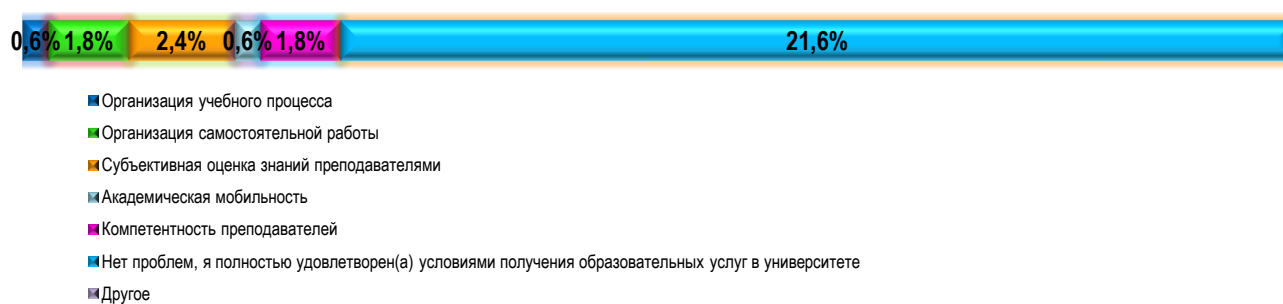 0,6% 1,8% 2,4% 0,6% 1,8% 21,6%
Организация учебного процесса
Организация самостоятельной работы
Субъективная оценка знаний преподавателями
Академическая мобильность
Компетентность преподавателей
Нет проблем, я полностью удовлетворен(а) условиями получения образовательных услуг в университете
Другое